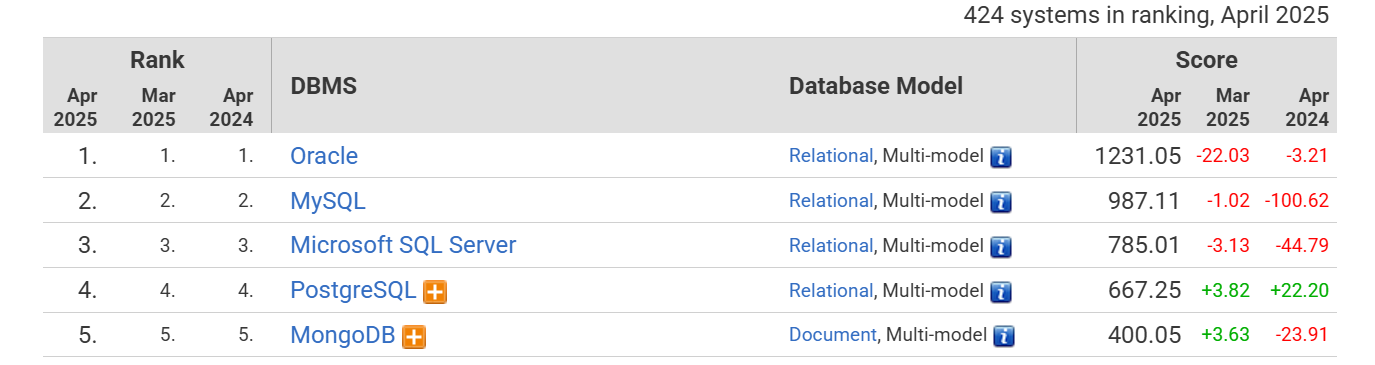 424 systems in ranking, April 2025
Rank DBMS Database Model Score
Apr 2025 Mar 2025 Apr 2024 Apr 2025 Mar 2025 Apr 2024
1. 1. 1. Oracle Relational, Multi-model i 1231.05 -22.03 -3.21
2. 2. 2. MySQL Relational, Multi-model i 987.11 -1.02 -100.62
3. 3. 3. Microsoft SQL Server Relational, Multi-model i 785.01 -3.13 -44.79
4. 4. 4. PostgreSQL + Relational, Multi-model i 667.25 +3.82 +22.20
5. 5. 5. MongoDB + Document, Multi-model i 400.05 +3.63 -23.91